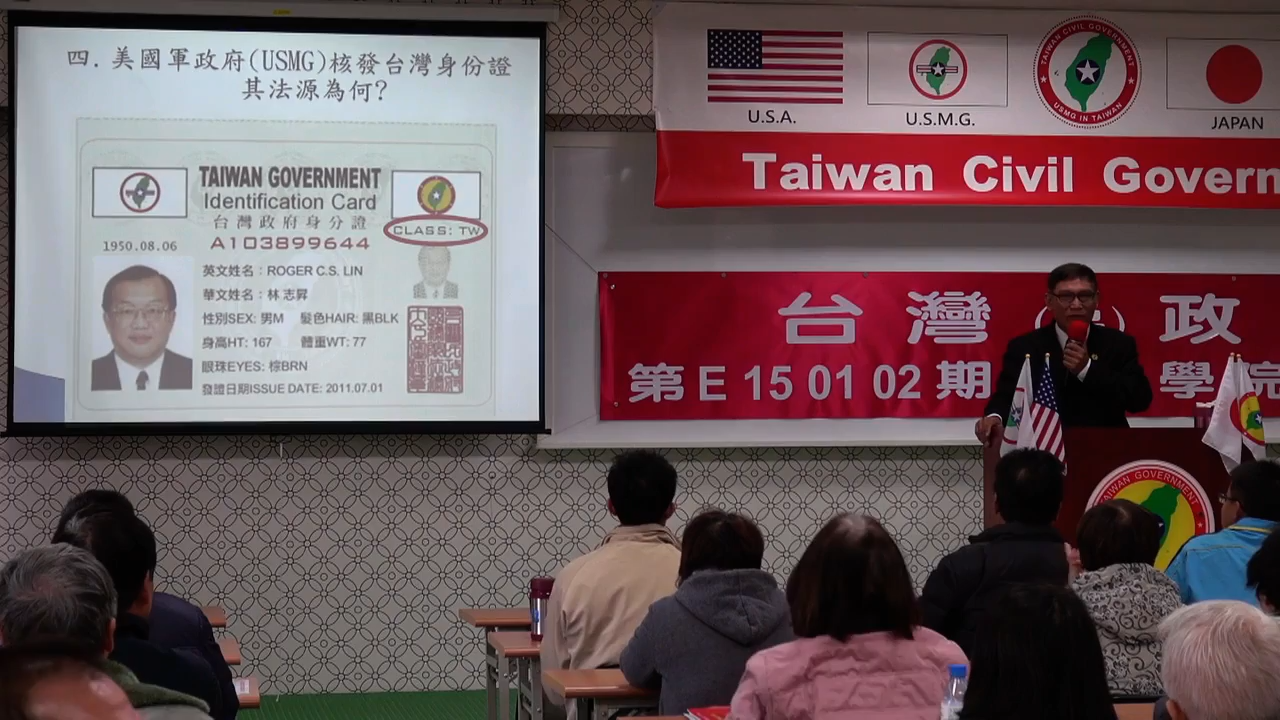 四. 美國軍政府(USMG)核發台灣身份證
其法源為何?
TAIWAN GOVERNMENT
Identification Card
台灣政府身分證
CLASS: TW
1950.08.06
A103899644
英文姓名：ROGER C.S. LIN
華文姓名：林 志昇
性別SEX: 男M 髮色HAIR: 黑BLK
身高HT: 167 體重WT: 77
眼珠EYES: 棕BRN
發證日期ISSUE DATE: 2011.07.01
U.S.A.
U.S.M.G.
TAIWAN CIVIL GOVERNMENT
USMG IN TAIWAN
JAPAN
Taiwan Civil Govern
台灣 政
第 E 15 01 02 期 學院
TAIWAN GOVERNMENT